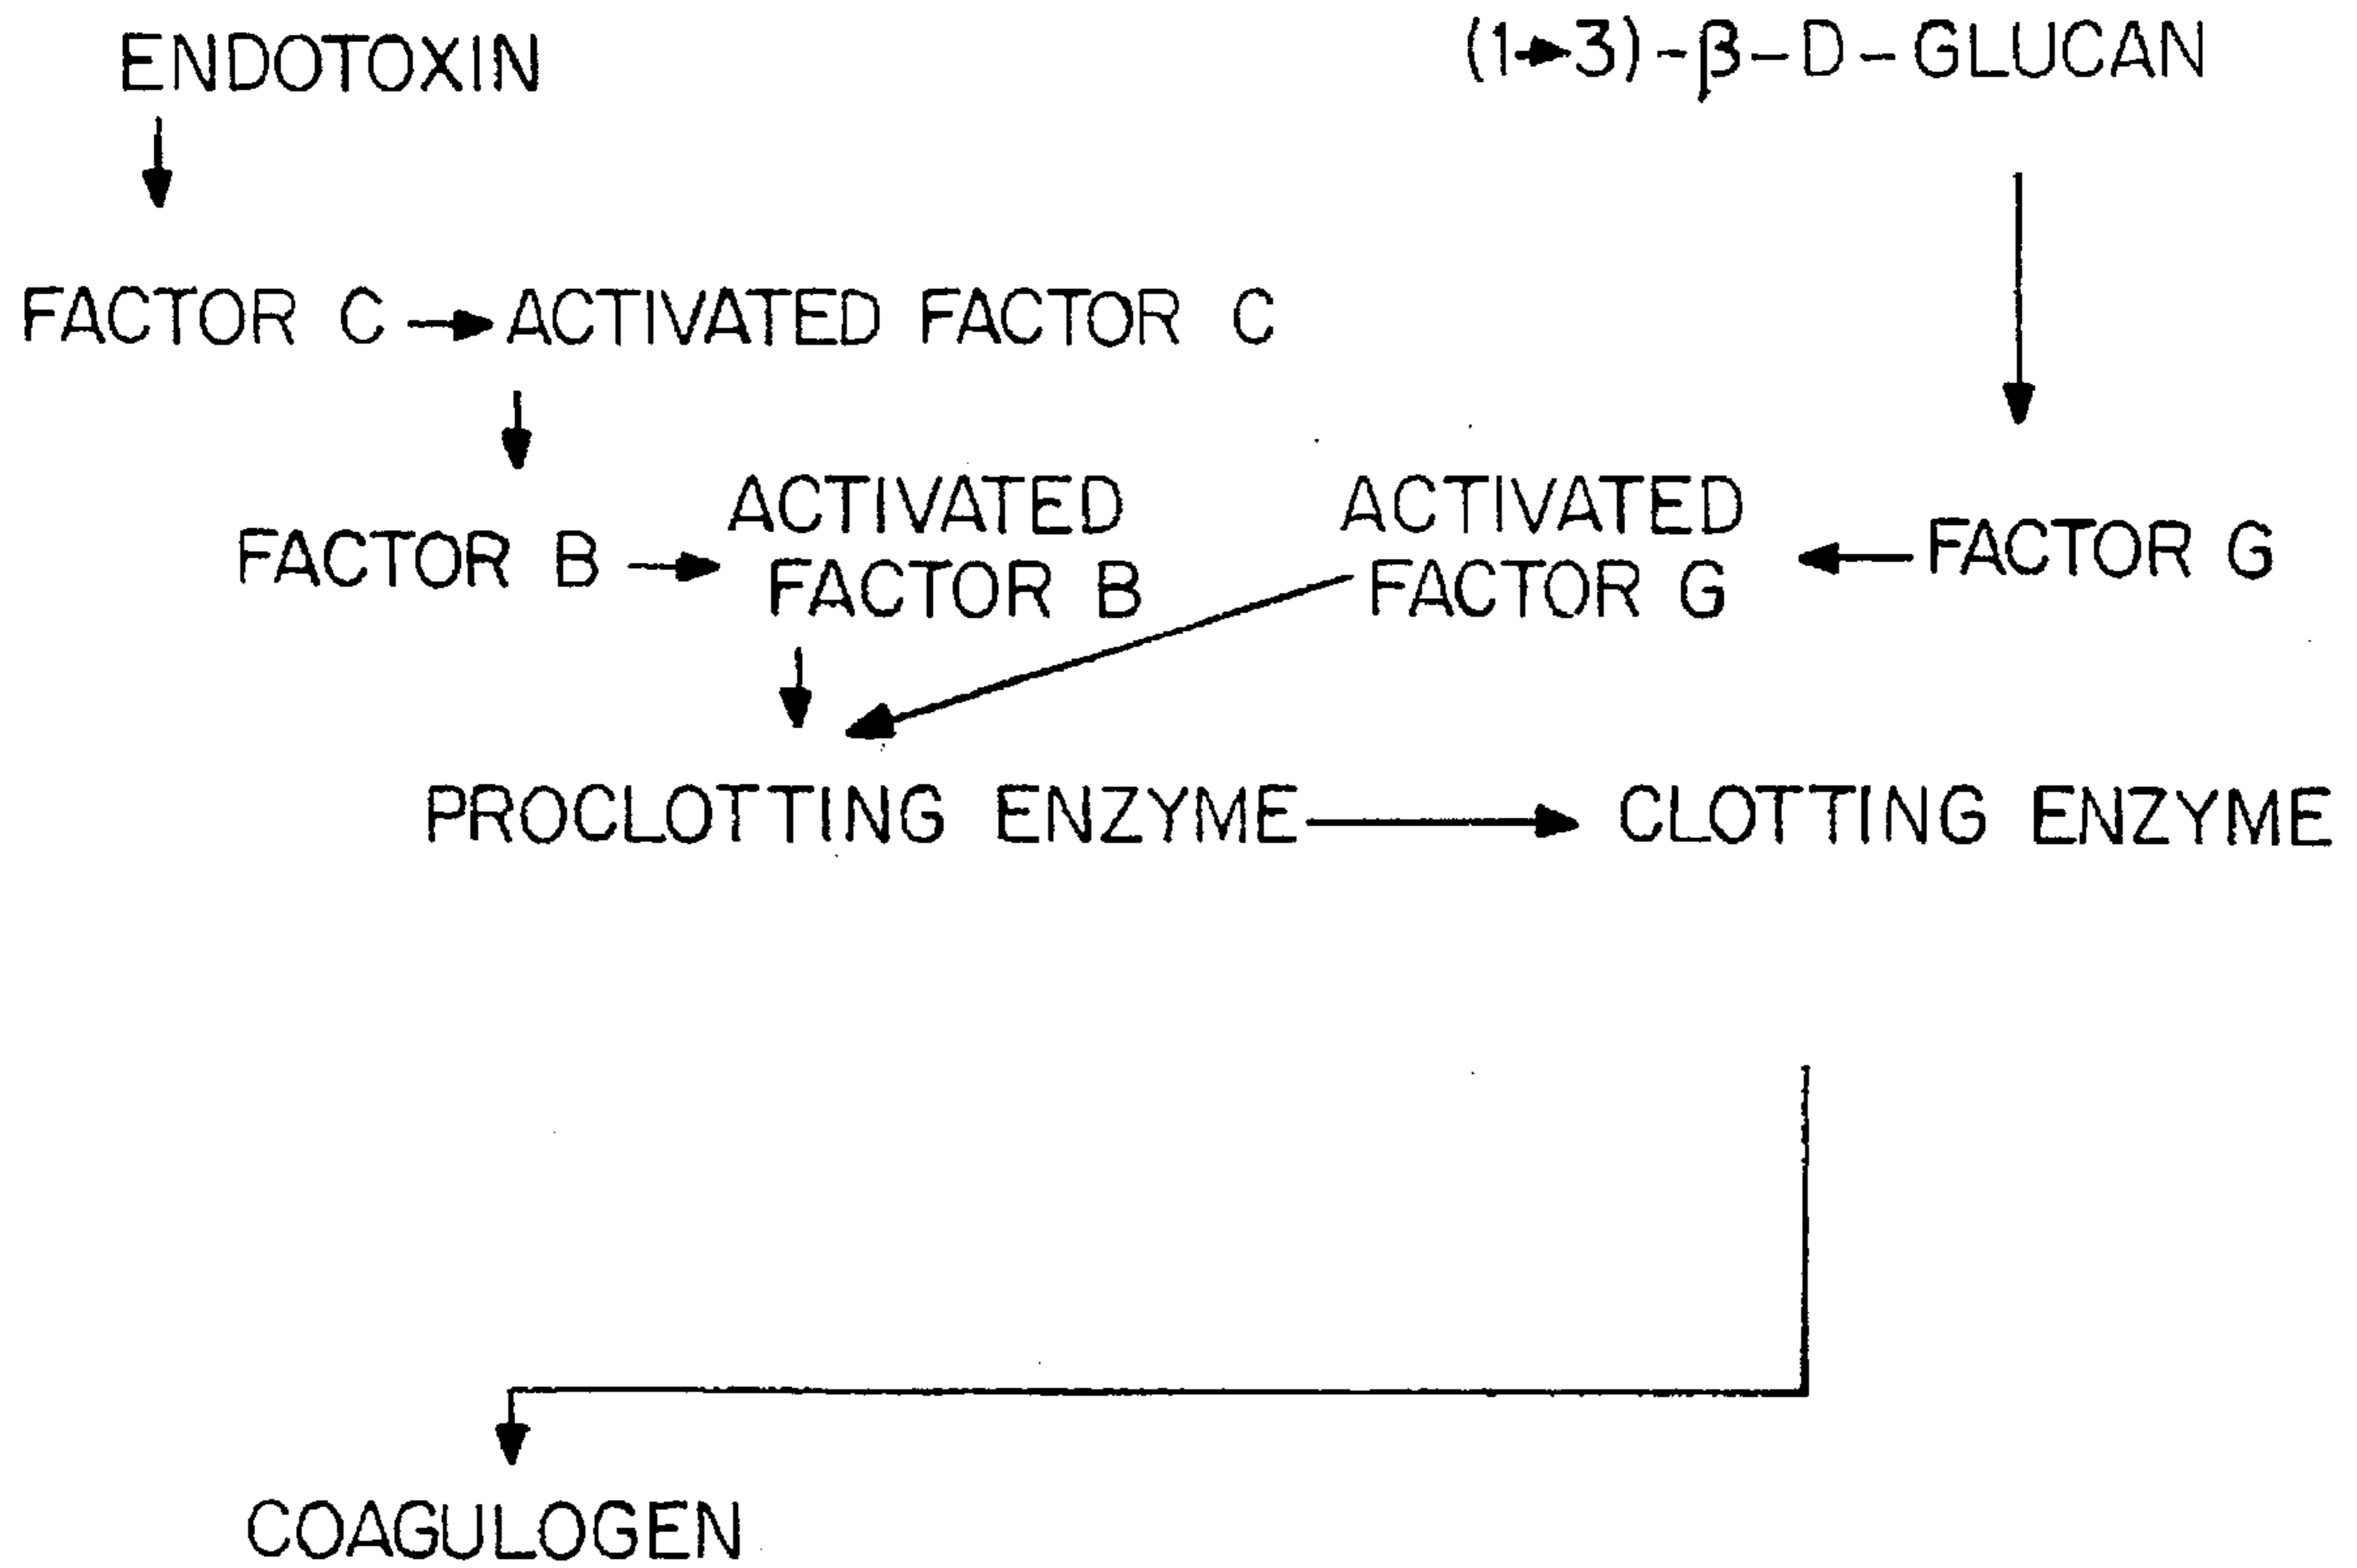 ENDOTOXIN
(1→3)-β-D-GLUCAN
FACTOR C → ACTIVATED FACTOR C
FACTOR B → ACTIVATED
FACTOR B
ACTIVATED
FACTOR G
← FACTOR G
PROCLOTTING ENZYME → CLOTTING ENZYME
COAGULOGEN